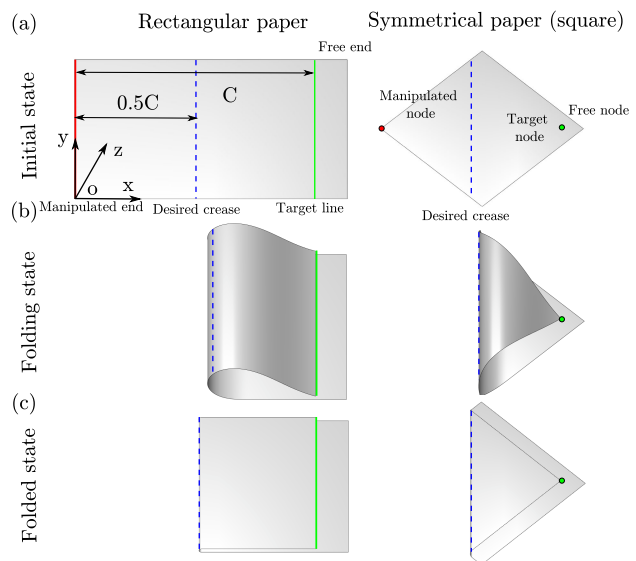 (a)
Rectangular paper
Symmetrical paper (square)
Initial state
Free end
0.5C
C
y
z
o
x
Manipulated end
Desired crease
Target line
Manipulated
node
Target
node
Free node
Desired crease
(b)
Folding state
(c)
Folded state